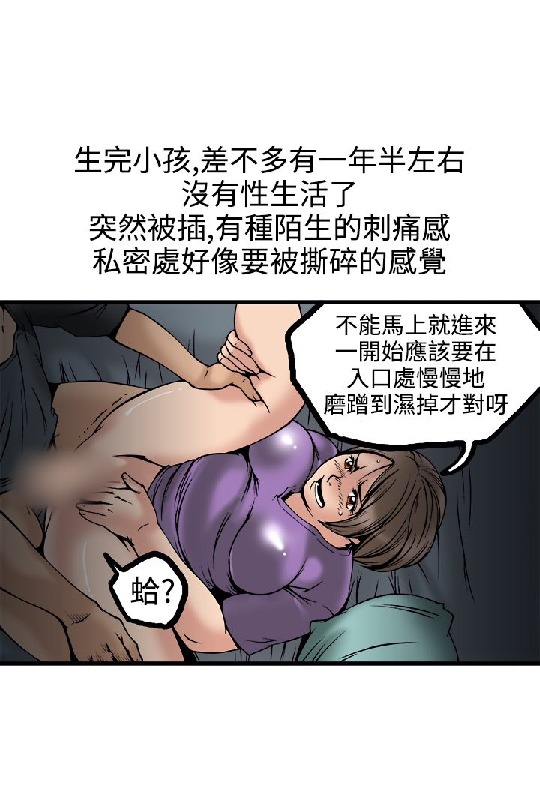 生完小孩,差不多有一年半左右
沒有性生活了
突然被插,有種陌生的刺痛感
私密處好像要被撕碎的感覺
不能馬上就進來
一開始應該要在
入口處慢慢地
磨蹭到濕掉才對呀
蛤?